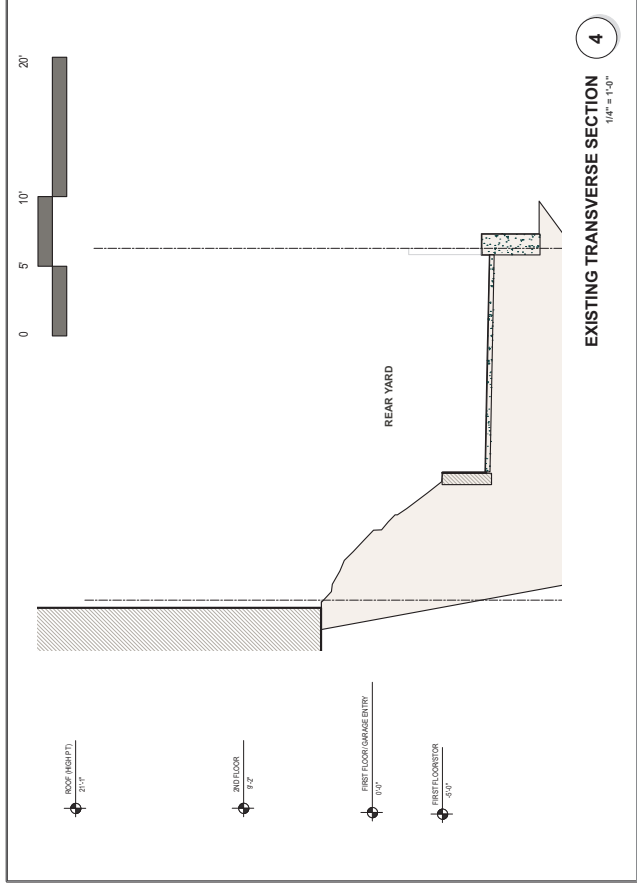 0
5'
10'
20'
ROOF (HIGH PT)
21'-1"
2ND FLOOR
9'-2"
FIRST FLOOR/GARAGE ENTRY
0'-0"
FIRST FLOOR/STOR
-5'-0"
REAR YARD
EXISTING TRANSVERSE SECTION
1/4" = 1'-0"
4